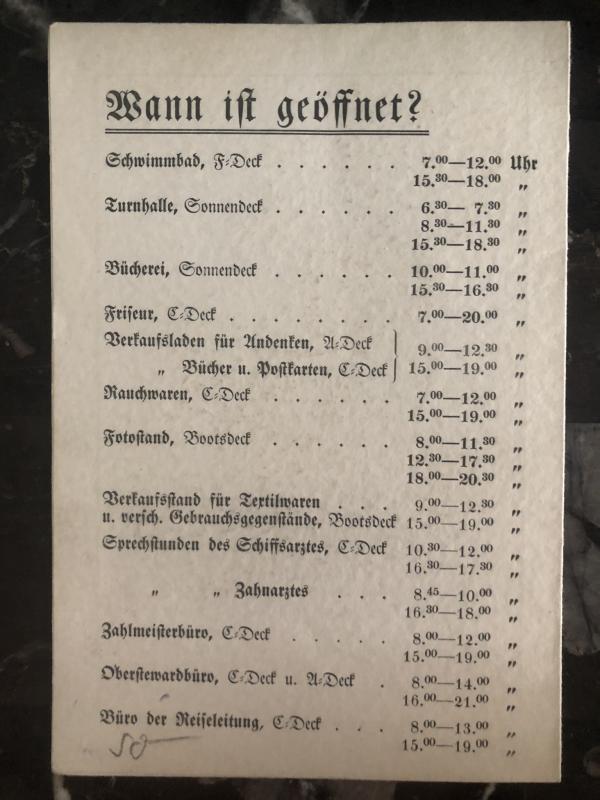 Wann ist geöffnet?
Schwimmbad, F-Deck . . . . . . 7.00—12.00 Uhr
15.30—18.00 „
Turnhalle, Sonnendeck . . . . . . 6.30— 7.30 „
8.30—11.30 „
15.30—18.30 „
Bücherei, Sonnendeck . . . . . . 10.00—11.00 „
15.30—16.30 „
Friseur, C-Deck . . . . . . . . 7.00—20.00 „
Verkaufsladen für Andenken, A-Deck } 9.00—12.30 „
„ Bücher u. Postkarten, C-Deck } 15.00—19.00 „
Rauchwaren, C-Deck . . . . . . 7.00—12.00 „
15.00—19.00 „
Fotostand, Bootsdeck . . . . . . 8.00—11.30 „
12.30—17.30 „
18.00—20.30 „
Verkaufsstand für Textilwaren . . . 9.00—12.30 „
u. versch. Gebrauchsgegenstände, Bootsdeck 15.00—19.00 „
Sprechstunden des Schiffsarztes, C-Deck 10.30—12.00 „
16.30—17.30 „
„ „ Zahnarztes . . . 8.45—10.00 „
16.30—18.00 „
Zahlmeisterbüro, C-Deck . . . . . 8.00—12.00 „
15.00—19.00 „
Oberstewardbüro, C-Deck u. A-Deck . 8.00—14.00 „
16.00—21.00 „
Büro der Reiseleitung, C-Deck . . . 8.00—13.00 „
15.00—19.00 „